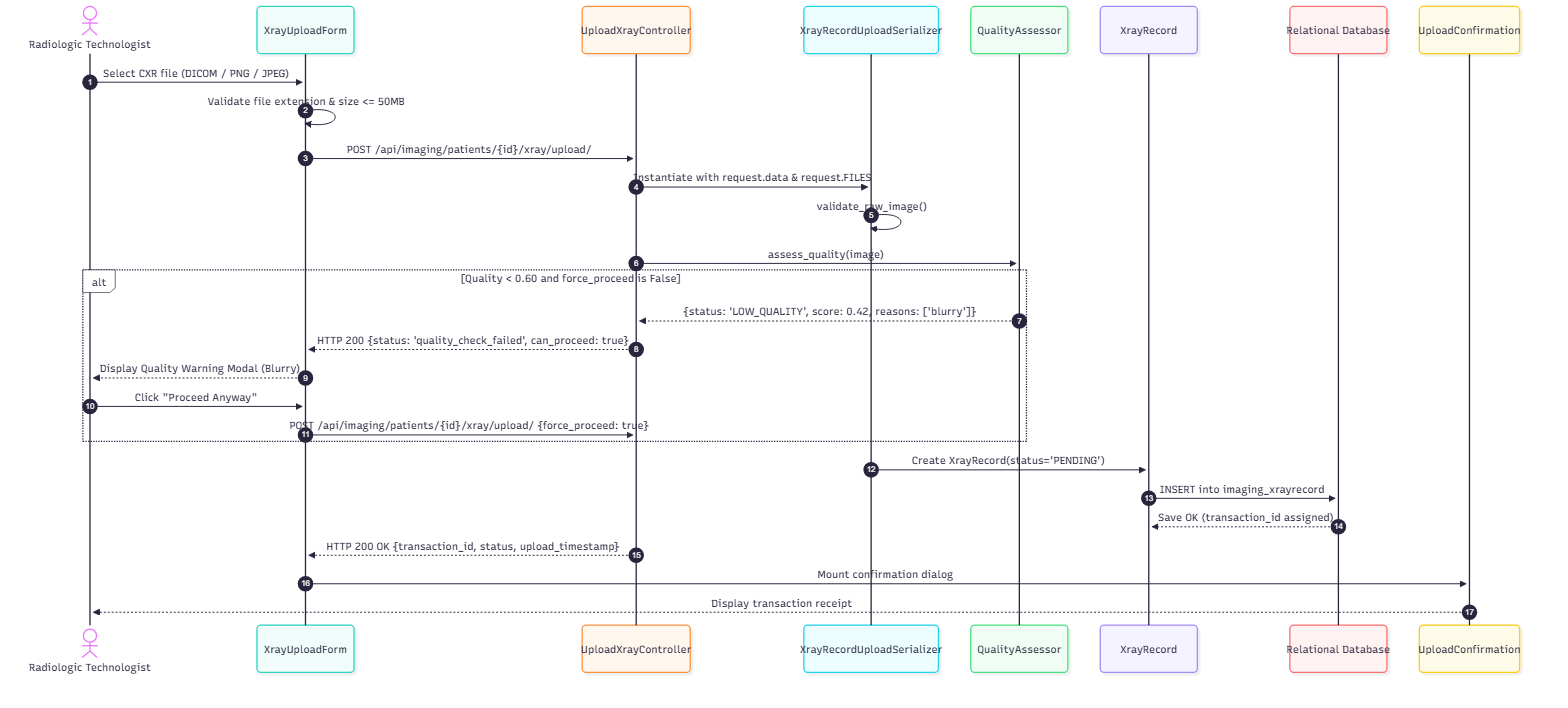 Radiologic Technologist
XrayUploadForm
UploadXrayController
XrayRecordUploadSerializer
QualityAssessor
XrayRecord
Relational Database
UploadConfirmation
1
Select CXR file (DICOM / PNG / JPEG)
Validate file extension & size <= 50MB
2
3
POST /api/imaging/patients/{id}/xray/upload/
4
Instantiate with request.data & request.FILES
validate_raw_image()
5
6
assess_quality(image)
alt
[Quality < 0.60 and force_proceed is False]
{status: 'LOW_QUALITY', score: 0.42, reasons: ['blurry']}
7
HTTP 200 {status: 'quality_check_failed', can_proceed: true}
8
Display Quality Warning Modal (Blurry)
9
10
Click "Proceed Anyway"
POST /api/imaging/patients/{id}/xray/upload/ {force_proceed: true}
11
12
Create XrayRecord(status='PENDING')
13
INSERT into imaging_xrayrecord
Save OK (transaction_id assigned)
14
HTTP 200 OK {transaction_id, status, upload_timestamp}
15
16
Mount confirmation dialog
Display transaction receipt
17
Radiologic Technologist
XrayUploadForm
UploadXrayController
XrayRecordUploadSerializer
QualityAssessor
XrayRecord
Relational Database
UploadConfirmation